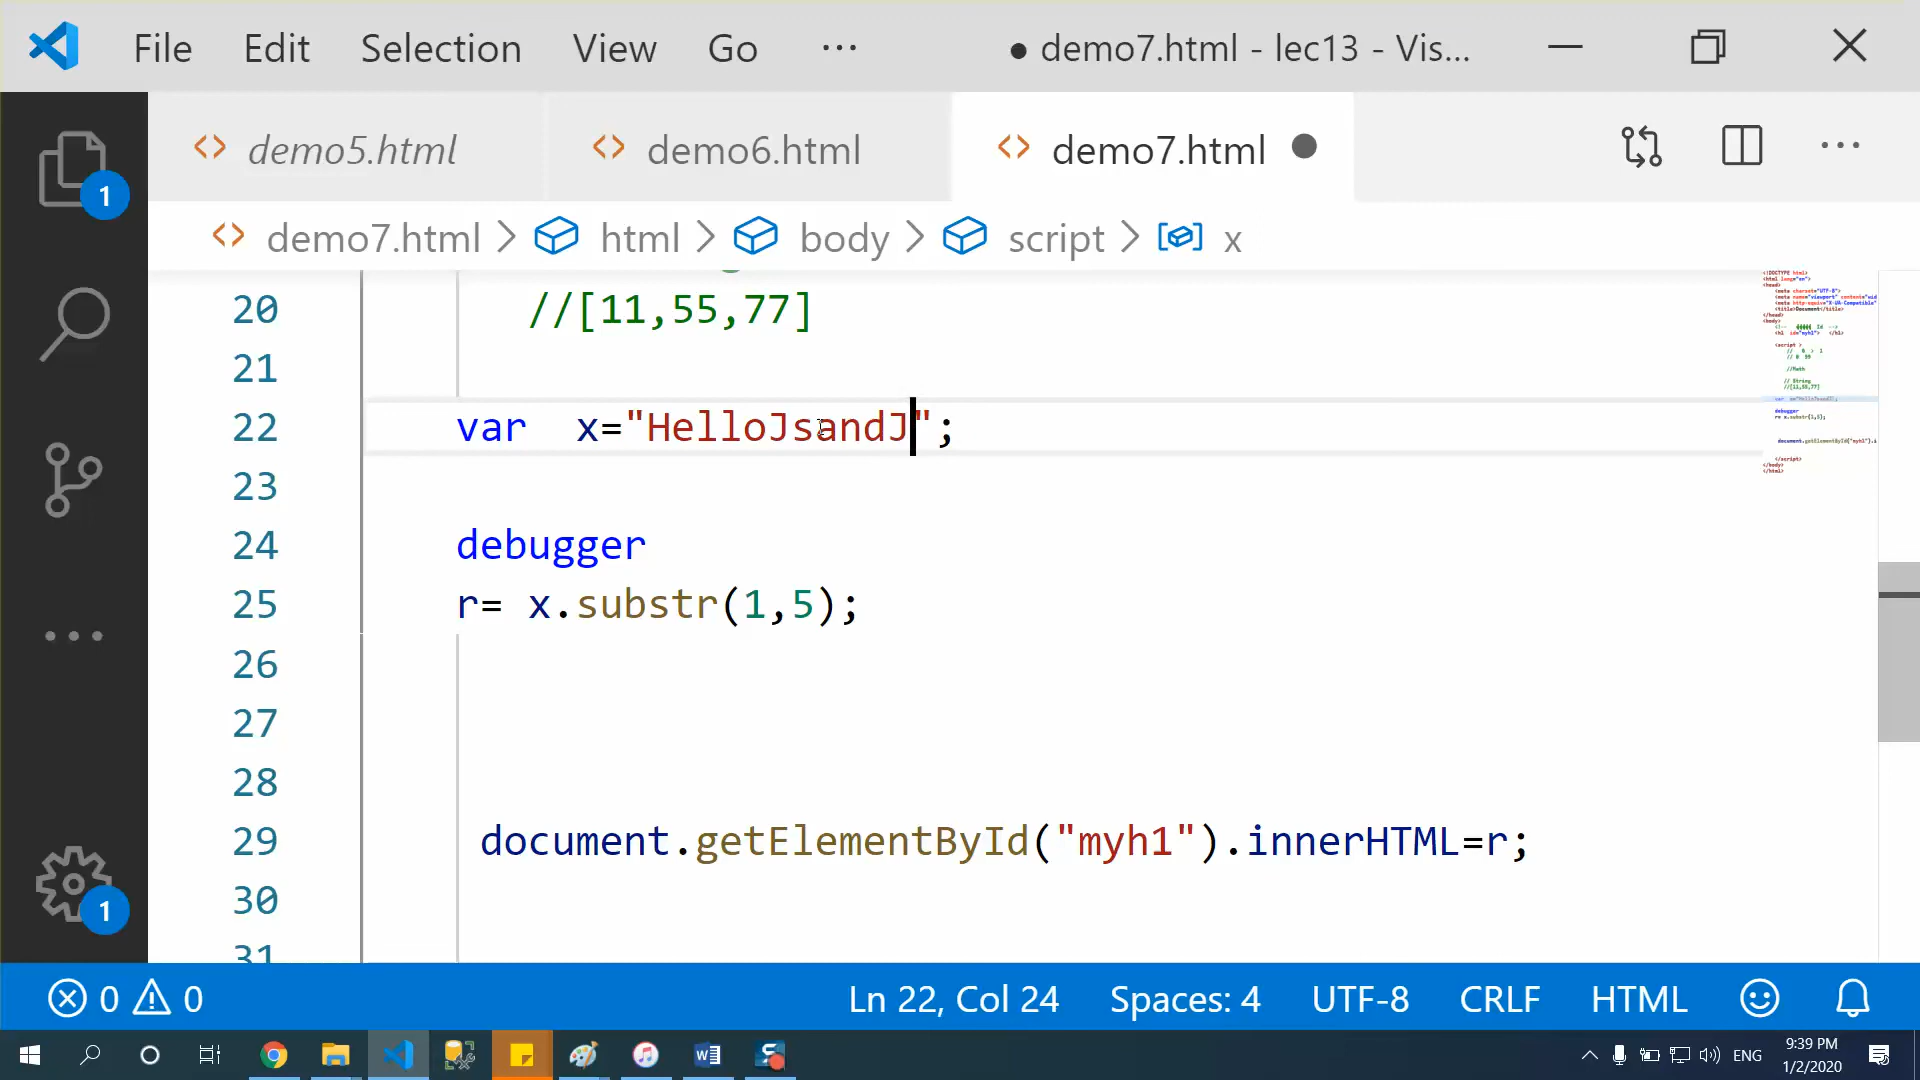 File Edit Selection View Go ··· ● demo7.html - lec13 - Vis...
demo5.html demo6.html demo7.html ●
demo7.html > html > body > script > x
20 //[11,55,77]
21
22 var  x="HelloJsandJ";
23
24 debugger
25 r= x.substr(1,5);
26
27
28
29 document.getElementById("myh1").innerHTML=r;
30
31
1
1
0 0 Ln 22, Col 24 Spaces: 4 UTF-8 CRLF HTML
ENG 9:39 PM
1/2/2020